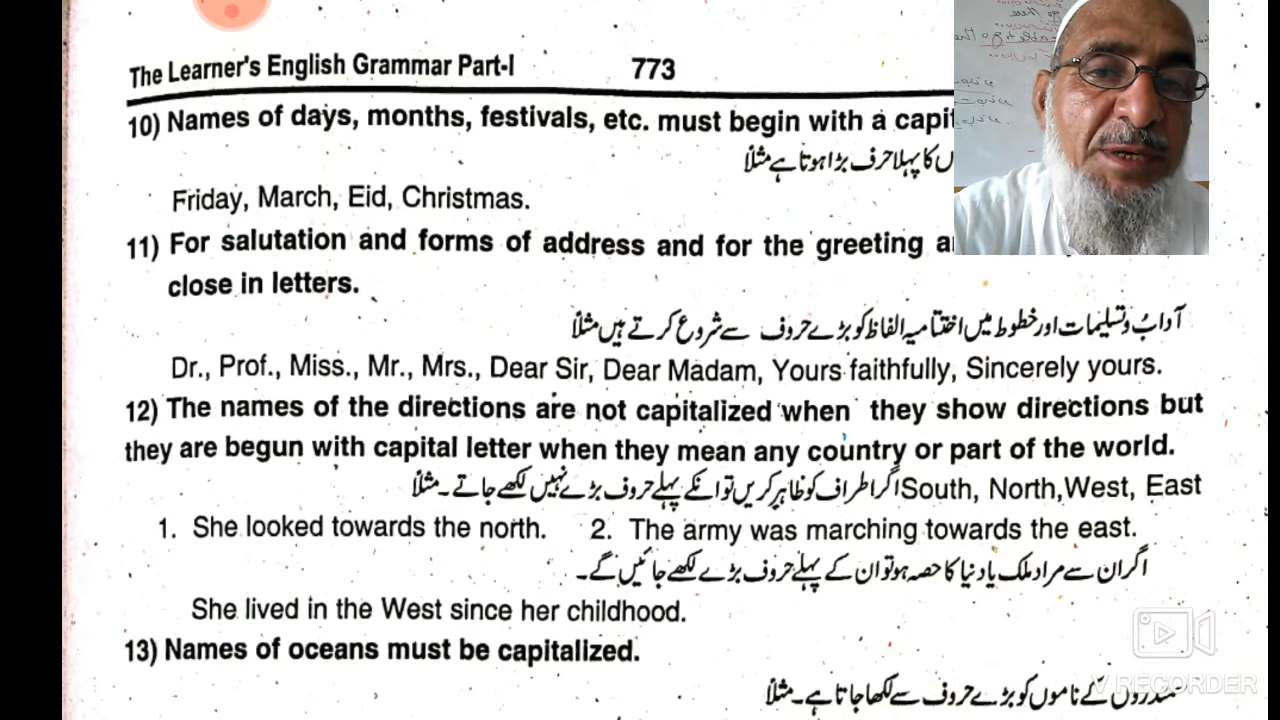 The Learner's English Grammar Part-I 773
10) Names of days, months, festivals, etc. must begin with a capit
کا پہلا حرف بڑا ہوتا ہے مثلاً
Friday, March, Eid, Christmas.
11) For salutation and forms of address and for the greeting a
close in letters.
آداب و تسلیمات اور خطوط میں اختتامیہ الفاظ کو بڑے حروف سے شروع کرتے ہیں مثلاً
Dr., Prof., Miss., Mr., Mrs., Dear Sir, Dear Madam, Yours faithfully, Sincerely yours.
12) The names of the directions are not capitalized when they show directions but
they are begun with capital letter when they mean any country or part of the world.
South, North, West, East اگر اطراف کو ظاہر کریں تو انکے پہلے حروف بڑے نہیں لکھے جاتے۔ مثلاً
1. She looked towards the north. 2. The army was marching towards the east.
اگر ان سے مراد ملک یا دنیا کا حصہ ہو تو ان کے پہلے حروف بڑے لکھے جائیں گے۔
She lived in the West since her childhood.
13) Names of oceans must be capitalized.
سمندروں کے ناموں کو بڑے حروف سے لکھا جاتا ہے۔ مثلاً
V RECORDER